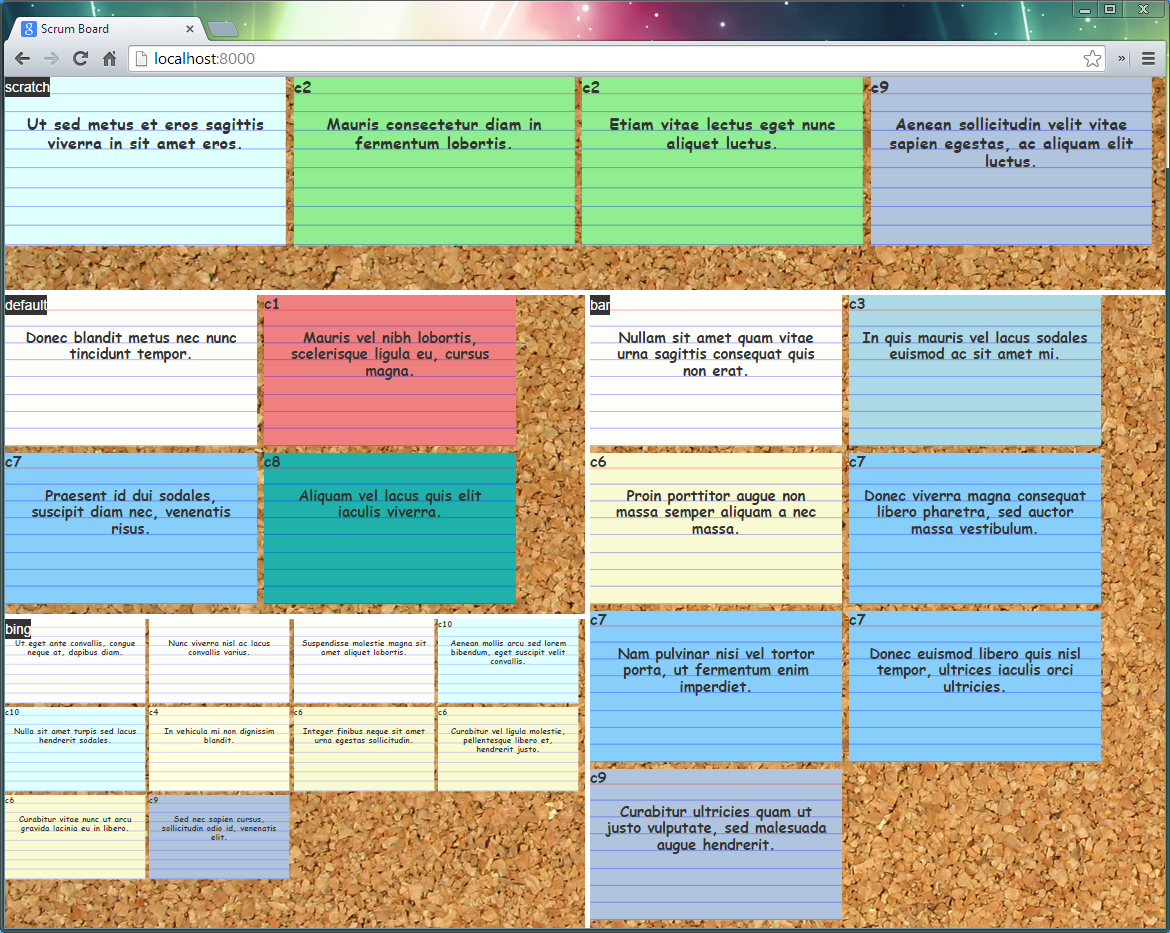 Scrum Board
localhost:8000
scratch
Ut sed metus et eros sagittis
viverra in sit amet eros.
c2
Mauris consectetur diam in
fermentum lobortis.
c2
Etiam vitae lectus eget nunc
aliquet luctus.
c9
Aenean sollicitudin velit vitae
sapien egestas, ac aliquam elit
luctus.
default
Donec blandit metus nec nunc
tincidunt tempor.
c1
Mauris vel nibh lobortis,
scelerisque ligula eu, cursus
magna.
c7
Praesent id dui sodales,
suscipit diam nec, venenatis
risus.
c8
Aliquam vel lacus quis elit
iaculis viverra.
bar
Nullam sit amet quam vitae
urna sagittis consequat quis
non erat.
c3
In quis mauris vel lacus sodales
euismod ac sit amet mi.
c6
Proin porttitor augue non
massa semper aliquam a nec
massa.
c7
Donec viverra magna consequat
libero pharetra, sed auctor
massa vestibulum.
c7
Nam pulvinar nisi vel tortor
porta, ut fermentum enim
imperdiet.
c7
Donec euismod libero quis nisl
tempor, ultrices iaculis orci
ultricies.
c9
Curabitur ultricies quam ut
justo vulputate, sed malesuada
augue hendrerit.
bing
Ut eget ante convallis, congue
neque at, dapibus diam.
Nunc viverra nisl ac lacus
convallis varius.
Suspendisse molestie magna sit
amet aliquet lobortis.
c10
Aenean mollis arcu sed lorem
bibendum, eget suscipit velit
convallis.
c10
Nulla sit amet turpis sed lacus
hendrerit sodales.
c4
In vehicula mi non dignissim
blandit.
c6
Integer finibus neque sit amet
urna egestas sollicitudin.
c6
Curabitur vel ligula molestie,
pellentesque libero et,
hendrerit justo.
c6
Curabitur vitae nunc ut arcu
gravida lacinia eu in libero.
c9
Sed nec sapien cursus,
sollicitudin odio id, venenatis
elit.